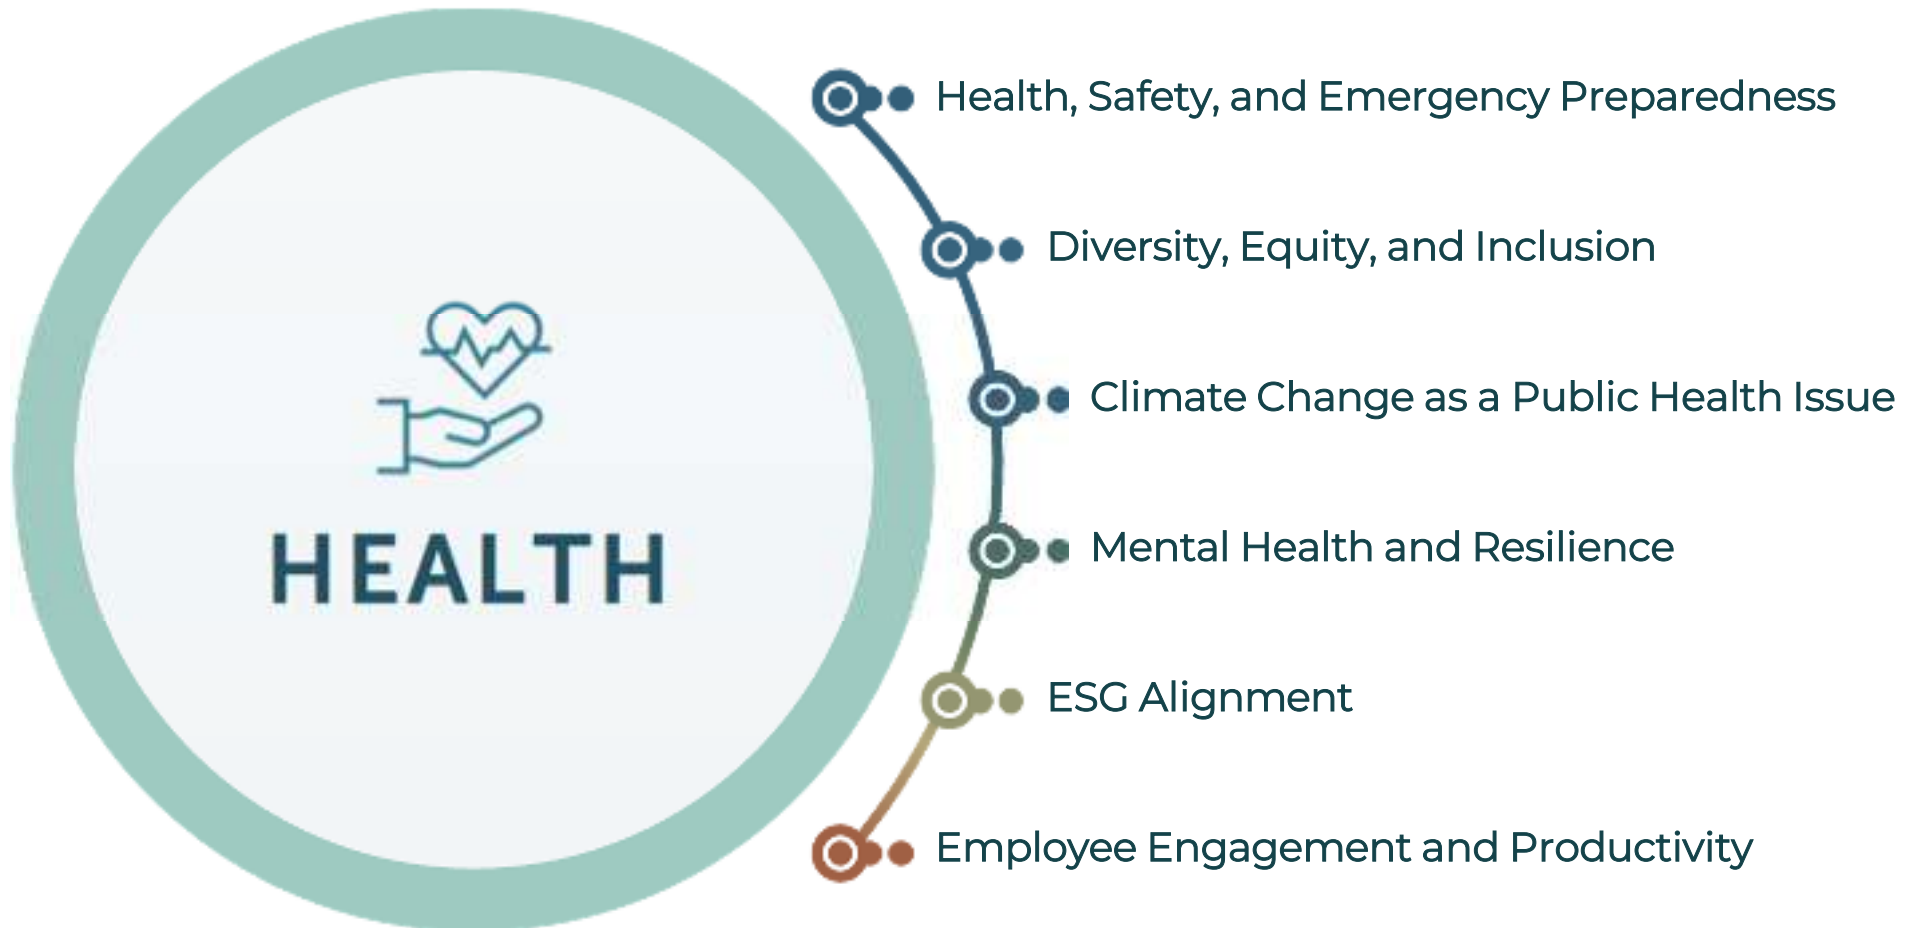 HEALTH
Health, Safety, and Emergency Preparedness
Diversity, Equity, and Inclusion
Climate Change as a Public Health Issue
Mental Health and Resilience
ESG Alignment
Employee Engagement and Productivity